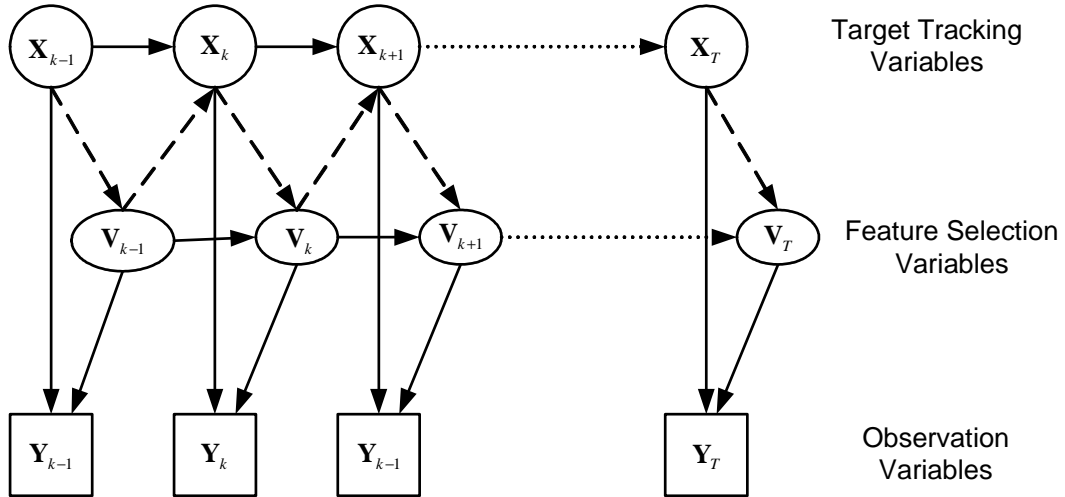 X_{k-1} X_k X_{k+1} X_T Target Tracking
Variables
V_{k-1} V_k V_{k+1} V_T Feature Selection
Variables
Y_{k-1} Y_k Y_{k-1} Y_T Observation
Variables